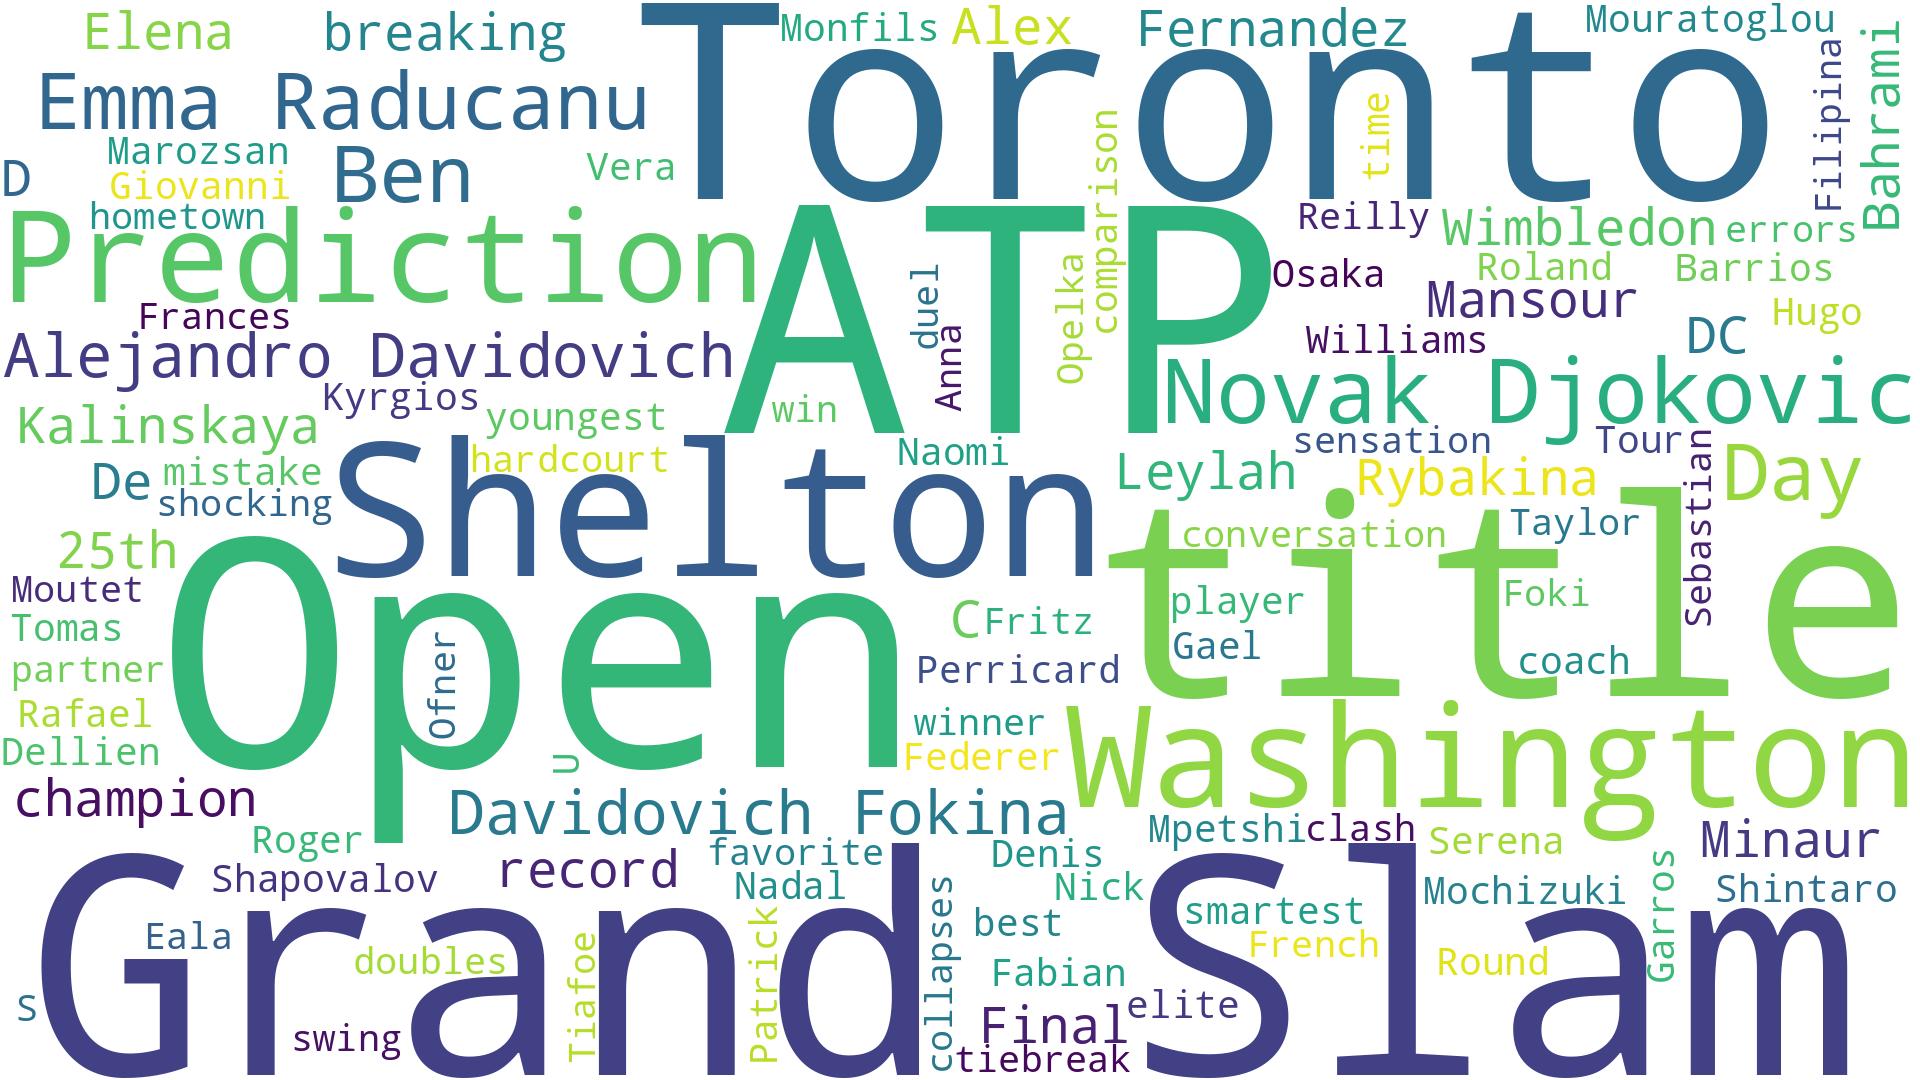 Elena
breaking
Toronto
Monfils
Alex
Fernandez
Mouratoglou
Emma Raducanu
Filipina
Bahrami
time
comparison
Marozsan
Ben
Vera
D
Giovanni
hometown
Prediction
ATP
Reilly
Wimbledon
errors
Osaka
Roland
Barrios
duel
Opelka
Anna
Frances
Mansour
Hugo
Williams
DC
Alejandro Davidovich
Novak Djokovic
Kyrgios
win
Kalinskaya
youngest
sensation
Tour
Sebastian
De
mistake
hardcourt
Naomi
Leylah
Rybakina
Day
shocking
Shelton
title
25th
conversation
Taylor
Open
Moutet
player
Foki
Tomas
C
Fritz
Gael
coach
partner
Ofner
Perricard
Rafael
winner
Washington
Dellien
U
Federer
champion
Davidovich Fokina
Roger
favorite
Denis
Mpetshi
clash
Serena
Minaur
Shapovalov
record
Nadal
Nick
Mochizuki
Shintaro
Grand Slam
Eala
doubles
Tiafoe
Patrick
collapses
best
smartest
French
Round
Garros
Fabian
S
swing
Final
elite
tiebreak